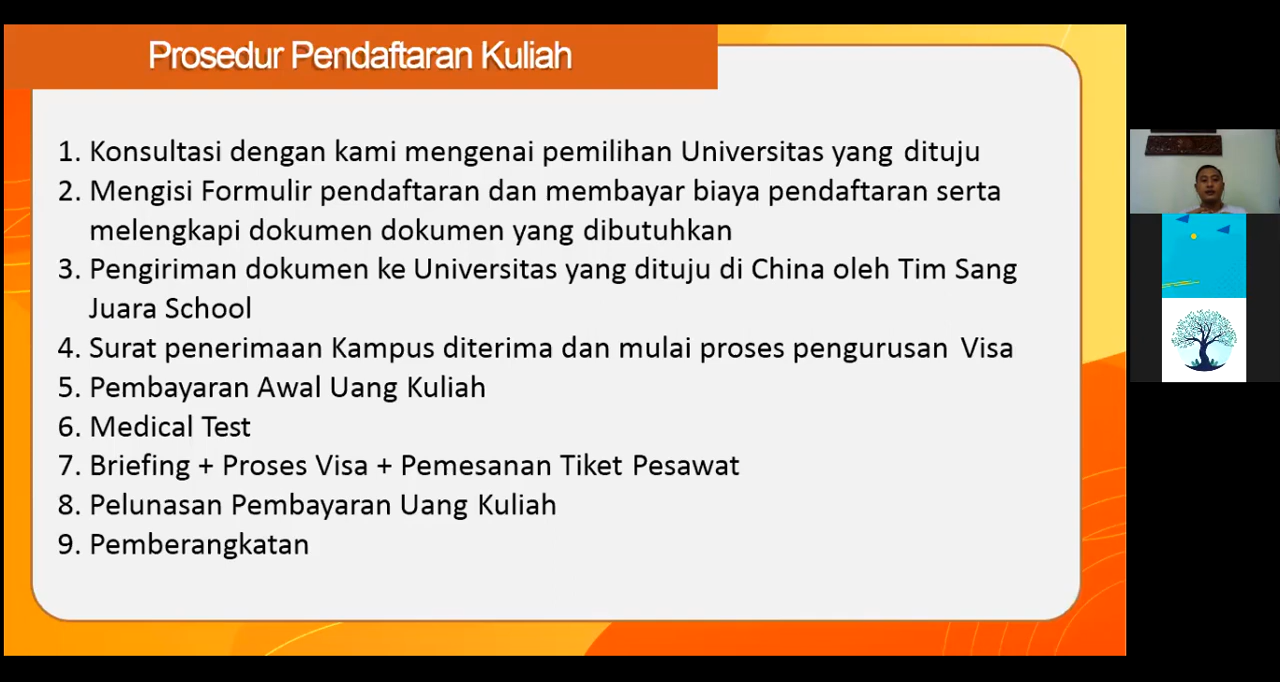 Prosedur Pendaftaran Kuliah
1. Konsultasi dengan kami mengenai pemilihan Universitas yang dituju
2. Mengisi Formulir pendaftaran dan membayar biaya pendaftaran serta
melengkapi dokumen dokumen yang dibutuhkan
3. Pengiriman dokumen ke Universitas yang dituju di China oleh Tim Sang
Juara School
4. Surat penerimaan Kampus diterima dan mulai proses pengurusan Visa
5. Pembayaran Awal Uang Kuliah
6. Medical Test
7. Briefing + Proses Visa + Pemesanan Tiket Pesawat
8. Pelunasan Pembayaran Uang Kuliah
9. Pemberangkatan